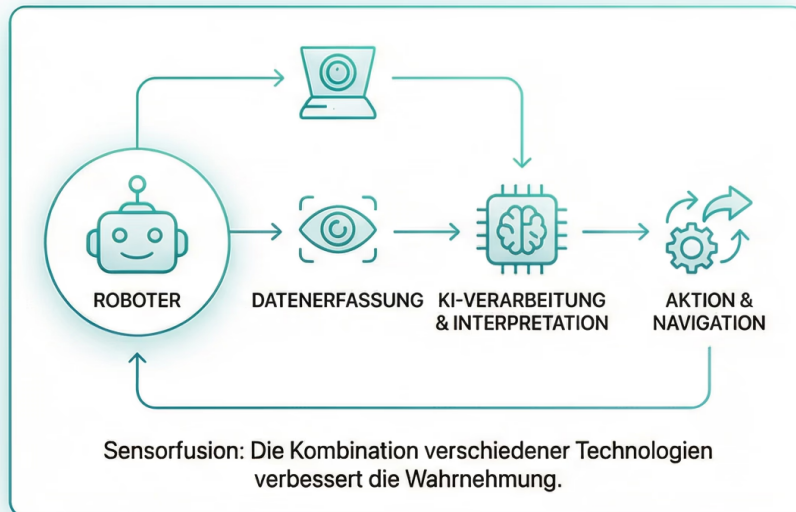 ROBOTER
DATENERFASSUNG
KI-VERARBEITUNG
& INTERPRETATION
AKTION &
NAVIGATION
Sensorfusion: Die Kombination verschiedener Technologien
verbessert die Wahrnehmung.